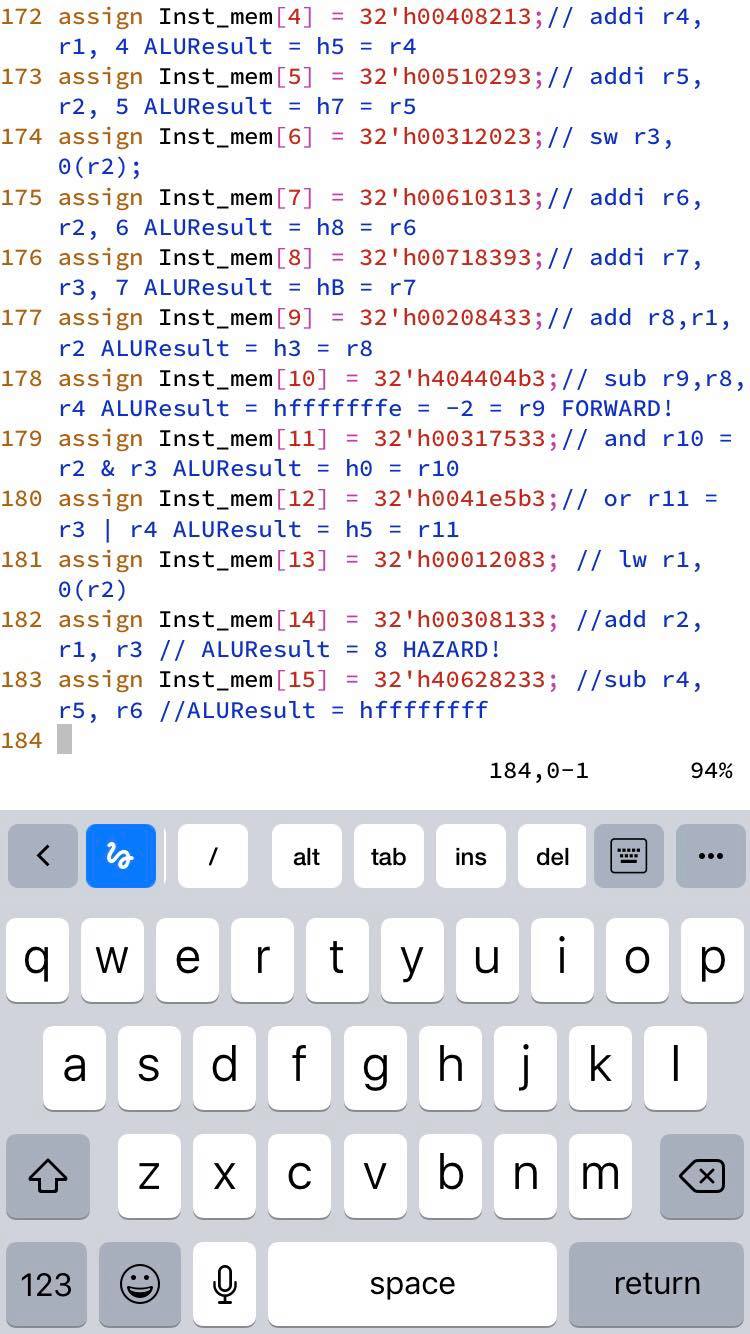 172 assign Inst_mem[4] = 32'h00408213;// addi r4,
r1, 4 ALUResult = h5 = r4
173 assign Inst_mem[5] = 32'h00510293;// addi r5,
r2, 5 ALUResult = h7 = r5
174 assign Inst_mem[6] = 32'h00312023;// sw r3,
0(r2);
175 assign Inst_mem[7] = 32'h00610313;// addi r6,
r2, 6 ALUResult = h8 = r6
176 assign Inst_mem[8] = 32'h00718393;// addi r7,
r3, 7 ALUResult = hB = r7
177 assign Inst_mem[9] = 32'h00208433;// add r8,r1,
r2 ALUResult = h3 = r8
178 assign Inst_mem[10] = 32'h404404b3;// sub r9,r8,
r4 ALUResult = hfffffffe = -2 = r9 FORWARD!
179 assign Inst_mem[11] = 32'h00317533;// and r10 =
r2 & r3 ALUResult = h0 = r10
180 assign Inst_mem[12] = 32'h0041e5b3;// or r11 =
r3 | r4 ALUResult = h5 = r11
181 assign Inst_mem[13] = 32'h00012083; // lw r1,
0(r2)
182 assign Inst_mem[14] = 32'h00308133; //add r2,
r1, r3 // ALUResult = 8 HAZARD!
183 assign Inst_mem[15] = 32'h40628233; //sub r4,
r5, r6 //ALUResult = hffffffff
184
184,0-1 94%
/ alt tab ins del
q w e r t y u i o p
a s d f g h j k l
z x c v b n m
123 space return